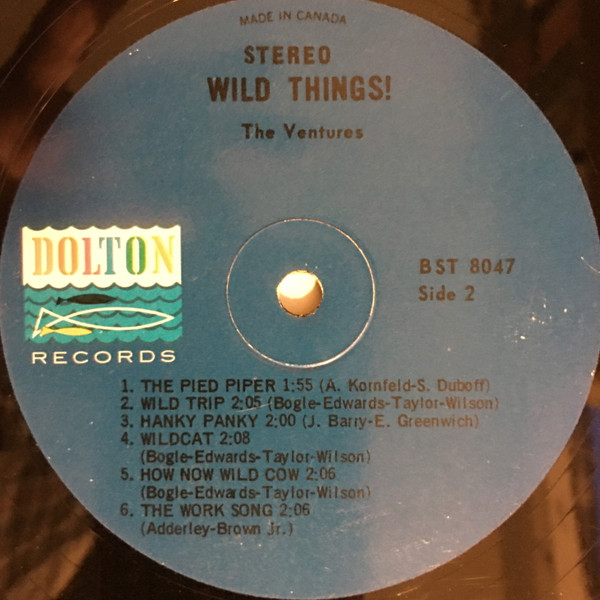 MADE IN CANADA
STEREO
WILD THINGS!
The Ventures
DOLTON
RECORDS
BST 8047
Side 2
1. THE PIED PIPER 1:55 (A. Kornfeld-S. Duboff)
2. WILD TRIP 2:05 (Bogle-Edwards-Taylor-Wilson)
3. HANKY PANKY 2:00 (J. Barry-E. Greenwich)
4. WILDCAT 2:08
(Bogle-Edwards-Taylor-Wilson)
5. HOW NOW WILD COW 2:06
(Bogle-Edwards-Taylor-Wilson)
6. THE WORK SONG 2:06
(Adderley-Brown Jr.)